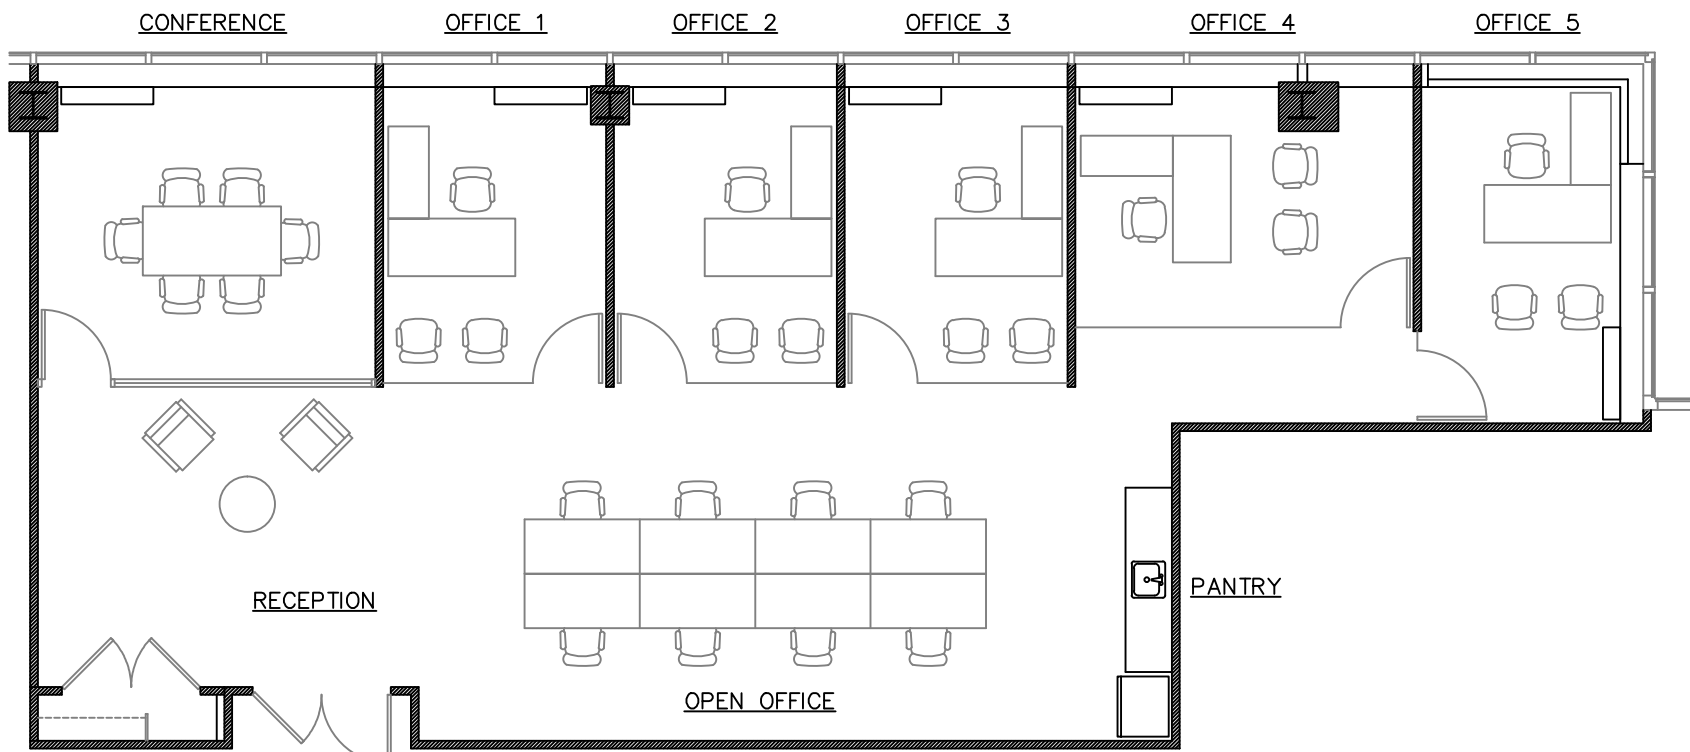 CONFERENCE
OFFICE 1
OFFICE 2
OFFICE 3
OFFICE 4
OFFICE 5
RECEPTION
PANTRY
OPEN OFFICE